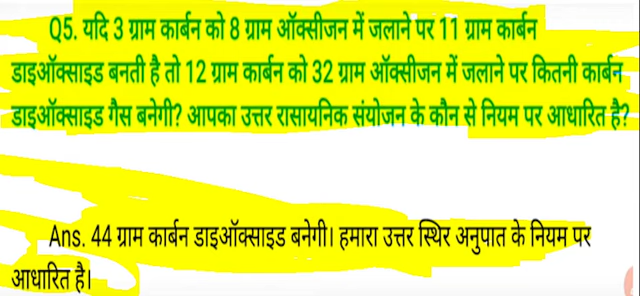 Q5. यदि 3 ग्राम कार्बन को 8 ग्राम ऑक्सीजन में जलाने पर 11 ग्राम कार्बन
डाइऑक्साइड बनती है तो 12 ग्राम कार्बन को 32 ग्राम ऑक्सीजन में जलाने पर कितनी कार्बन
डाइऑक्साइड गैस बनेगी? आपका उत्तर रासायनिक संयोजन के कौन से नियम पर आधारित है?
Ans. 44 ग्राम कार्बन डाइऑक्साइड बनेगी। हमारा उत्तर स्थिर अनुपात के नियम पर
आधारित है।